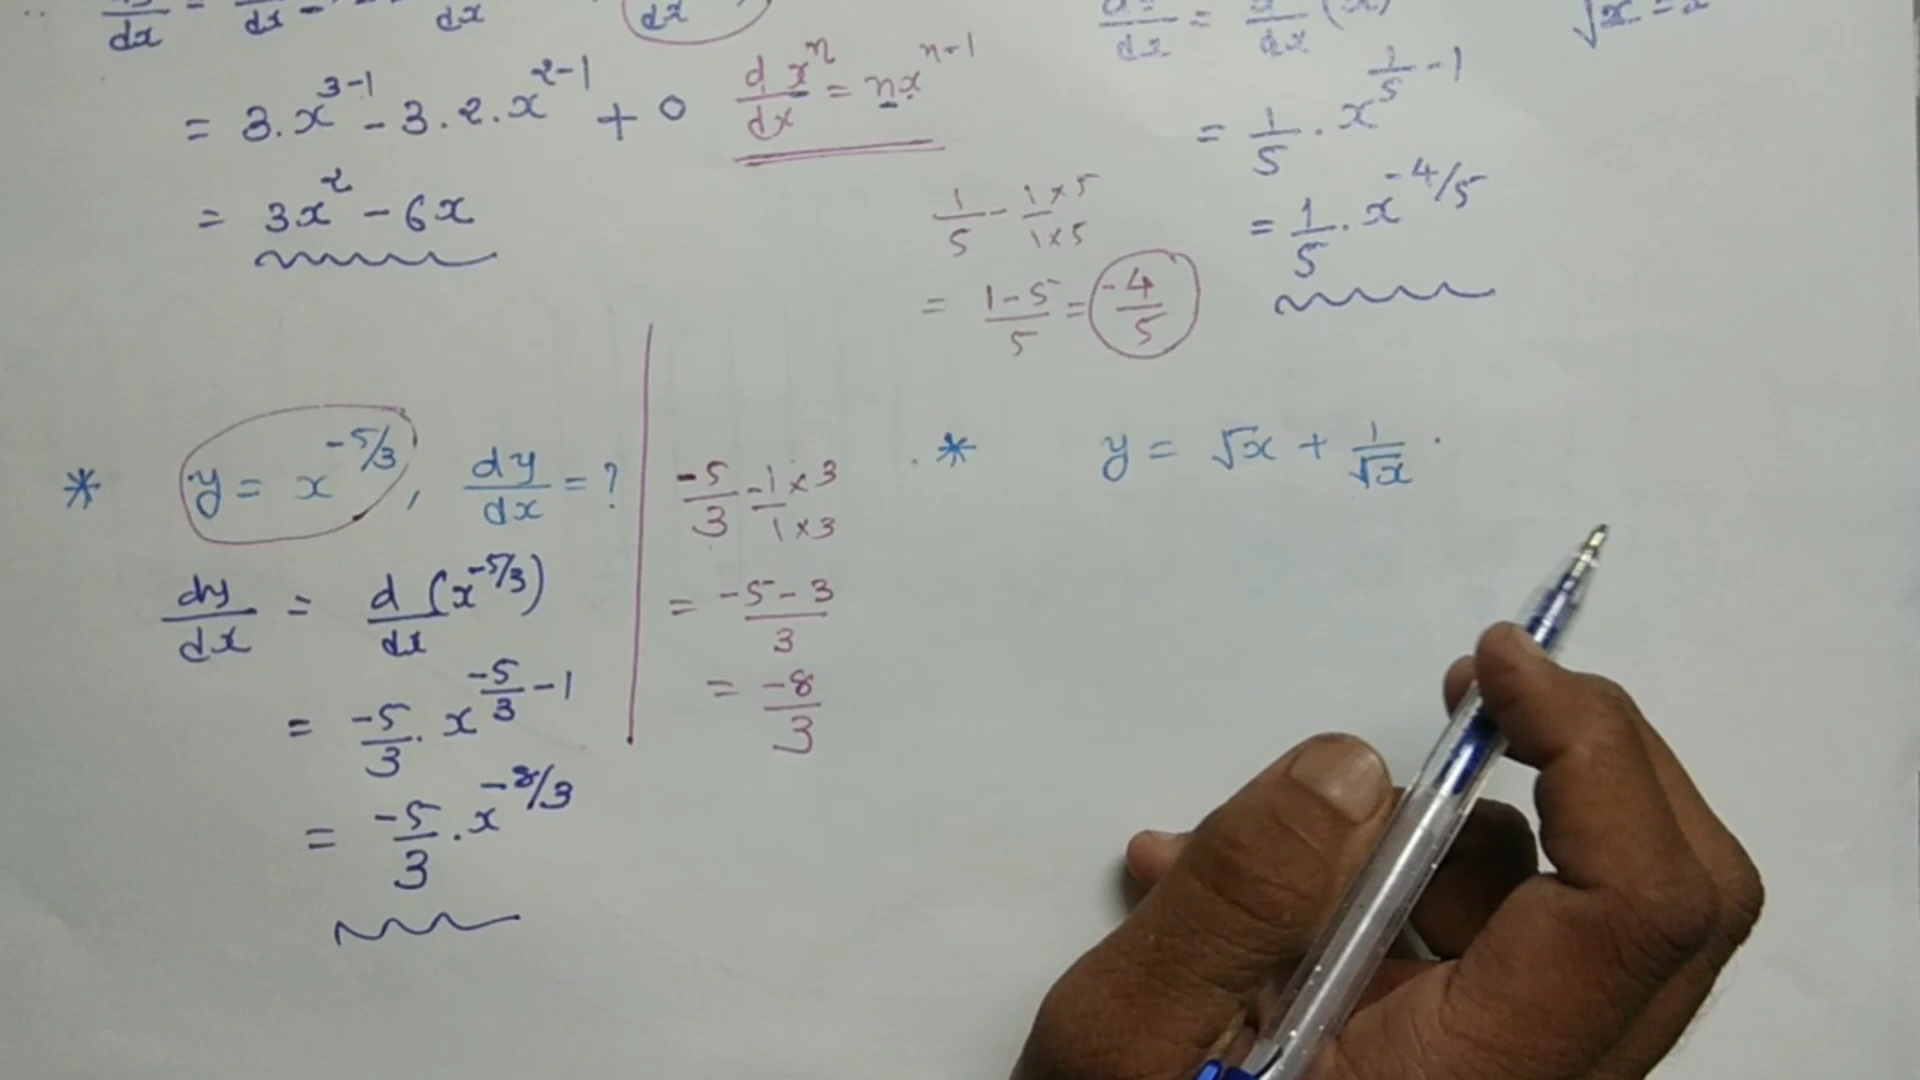 = 3.x^{3-1} - 3.2.x^{2-1} + 0
= 3x^2 - 6x
d/dx x^n = nx^{n-1}
= 1/5 . x^{1/5 - 1}
= 1/5 . x^{-4/5}
1/5 - 1×5/1×5
= 1-5/5 = -4/5
* y = x^{-5/3} , dy/dx = ?
dy/dx = d/dx (x^{-5/3})
= -5/3 . x^{-5/3 - 1}
= -5/3 . x^{-8/3}
-5/3 - 1×3/1×3
= -5-3/3
= -8/3
* y = √x + 1/√x .